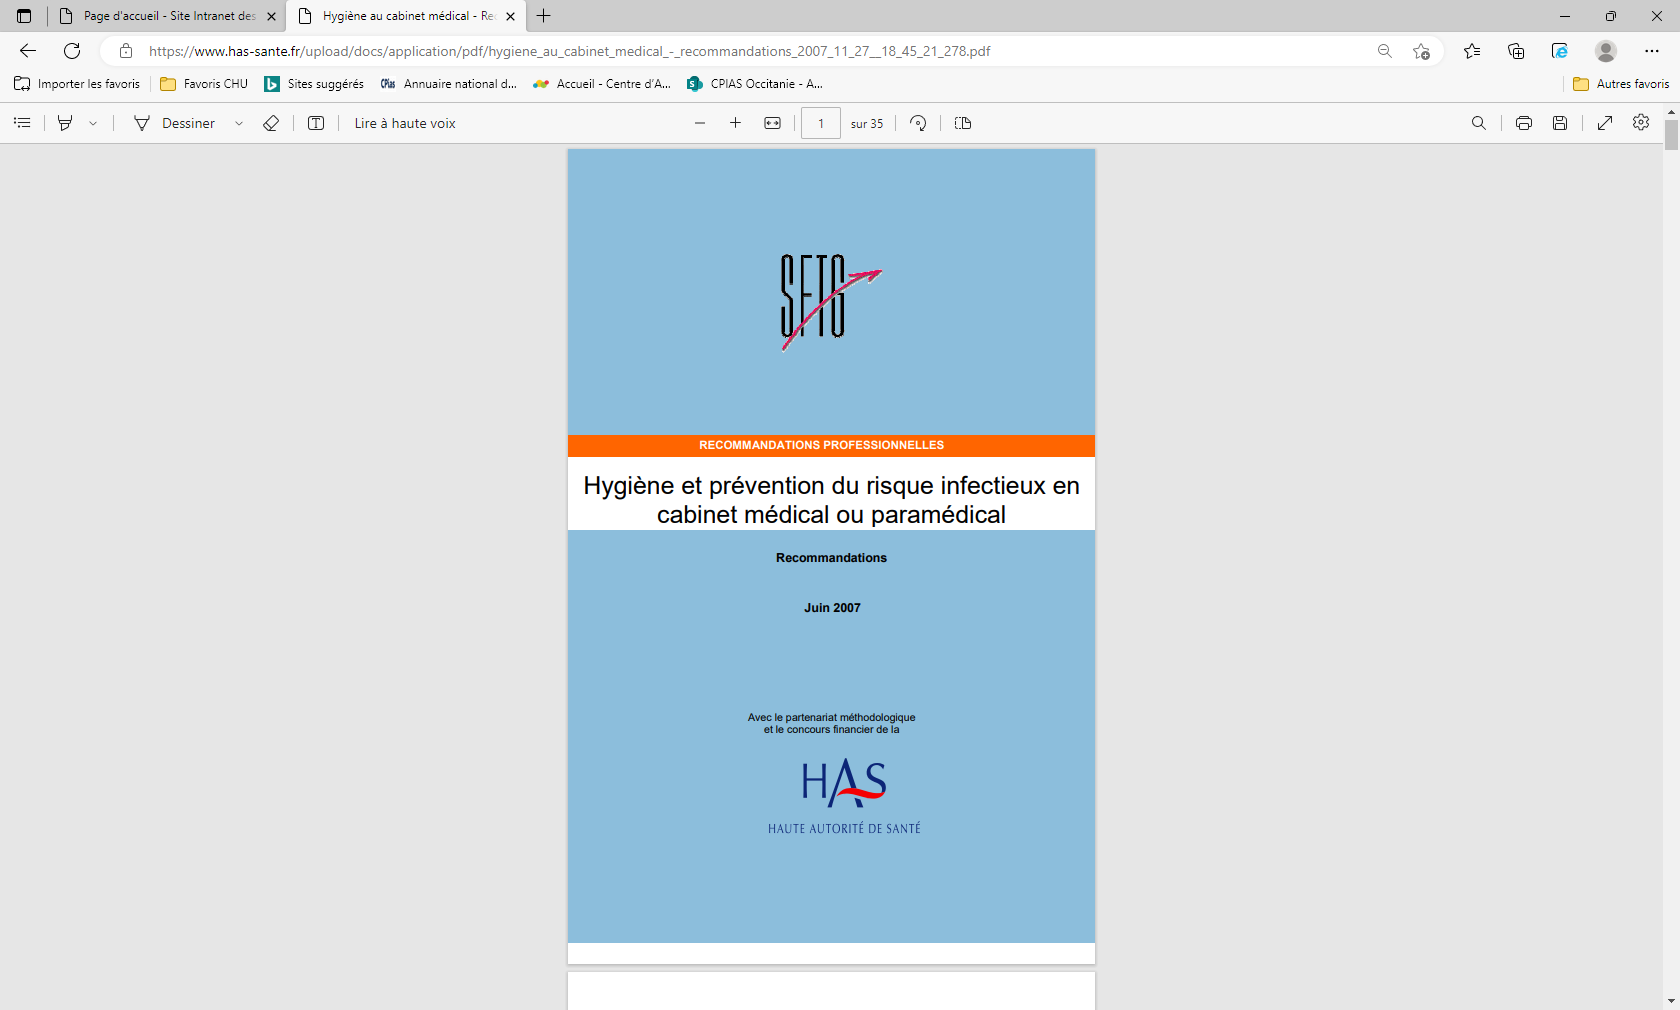 Page d'accueil - Site Intranet des
Hygiène au cabinet médical - Rec
https://www.has-sante.fr/upload/docs/application/pdf/hygiene_au_cabinet_medical_-_recommandations_2007_11_27__18_45_21_278.pdf
Importer les favoris
Favoris CHU
Sites suggérés
CPias
Annuaire national d...
Accueil - Centre d'A...
CPIAS Occitanie - A...
Autres favoris
Dessiner
Lire à haute voix
1
sur 35
SFTG
RECOMMANDATIONS PROFESSIONNELLES
Hygiène et prévention du risque infectieux en
cabinet médical ou paramédical
Recommandations
Juin 2007
Avec le partenariat méthodologique
et le concours financier de la
HAS
HAUTE AUTORITÉ DE SANTÉ